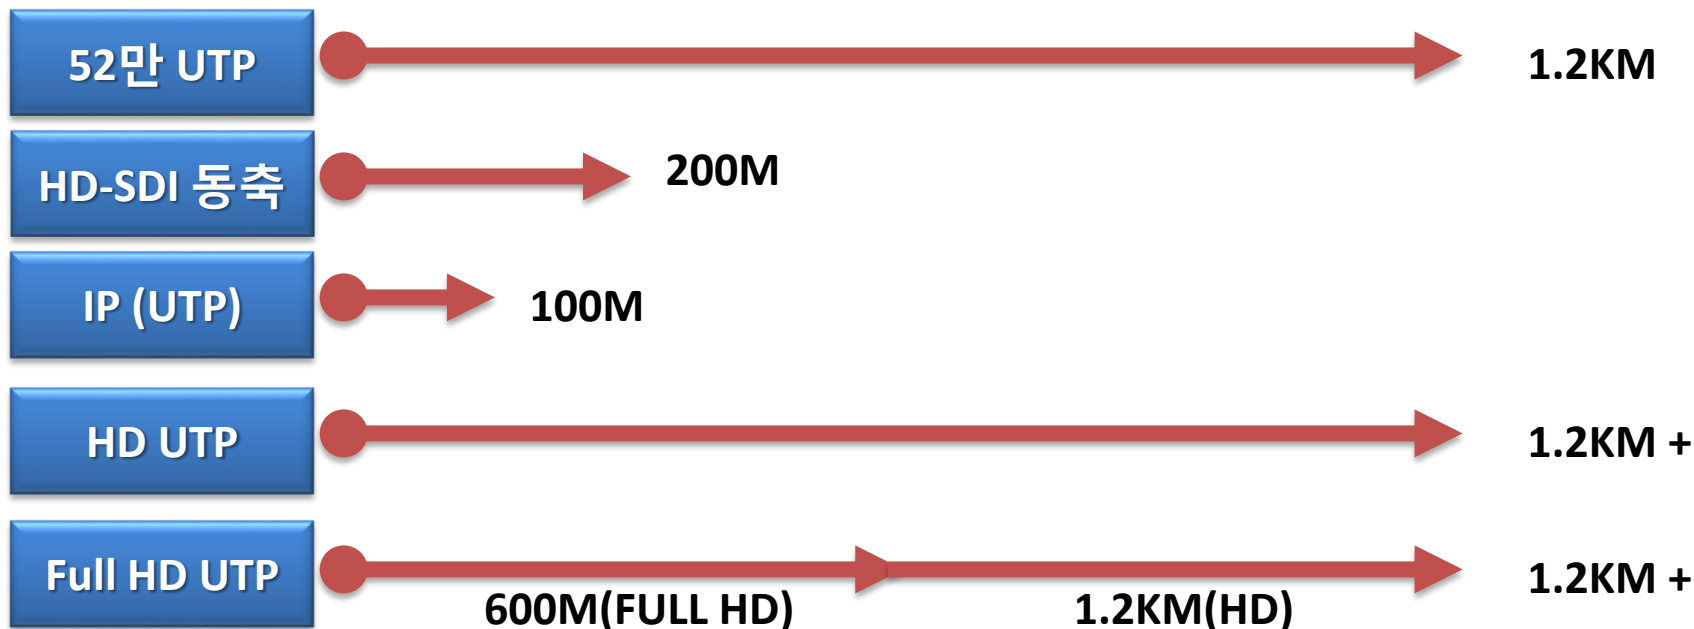 52만 UTP
1.2KM
HD-SDI 동축
200M
IP (UTP)
100M
HD UTP
1.2KM +
Full HD UTP
1.2KM +
600M(FULL HD)
1.2KM(HD)